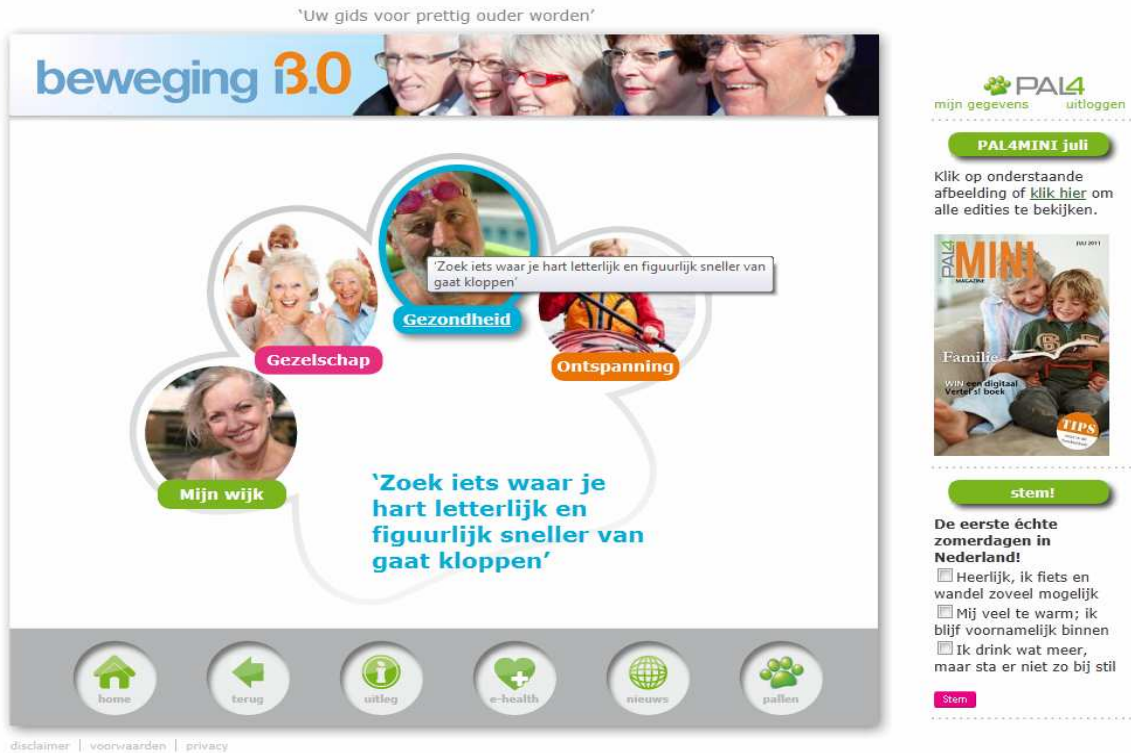 ‘Uw gids voor prettig ouder worden’
beweging i3.0
PAL4
mijn gegevens uitloggen
PAL4MINI juli
Klik op onderstaande
afbeelding of klik hier om
alle edities te bekijken.
PAL4
MINI
MAGAZINE
JULI 2011
Familie
WIN een digitaal
Vertel's! boek
TIPS
‘Zoek iets waar je hart letterlijk en figuurlijk sneller van
gaat kloppen’
Gezondheid
Gezelschap
Ontspanning
Mijn wijk
‘Zoek iets waar je
hart letterlijk en
figuurlijk sneller van
gaat kloppen’
stem!
De eerste échte
zomerdagen in
Nederland!
Heerlijk, ik fiets en
wandel zoveel mogelijk
Mij veel te warm; ik
blijf voornamelijk binnen
Ik drink wat meer,
maar sta er niet zo bij stil
Stem
home
terug
uitleg
e-health
nieuws
pallen
disclaimer | voorwaarden | privacy